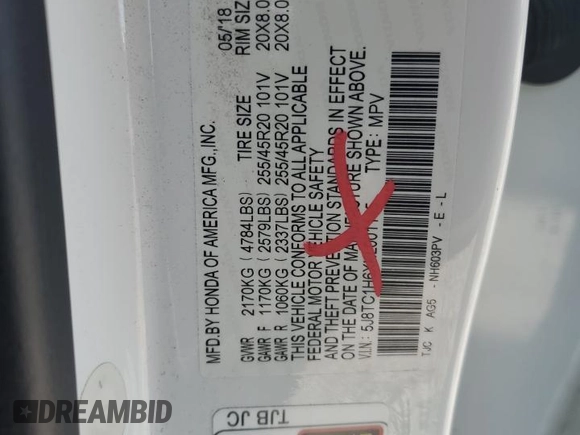 MFD.BY HONDA OF AMERICA MFG.,INC. 05/'18
TIRE SIZE RIM SIZ
GVWR 2170KG ( 4784LBS)
GAWR F 1170KG ( 2579LBS) 255/45R20 101V 20X8.0
GAWR R 1060KG ( 2337LBS) 255/45R20 101V 20X8.0
THIS VEHICLE CONFORMS TO ALL APPLICABLE
FEDERAL MOTOR VEHICLE SAFETY
AND THEFT PREVENTION STANDARDS IN EFFECT
ON THE DATE OF MANUFACTURE SHOWN ABOVE.
V.I.N.: TYPE: MPV
TJC K AG5 -NH603PV -E -L
TJB JC
DREAMBID